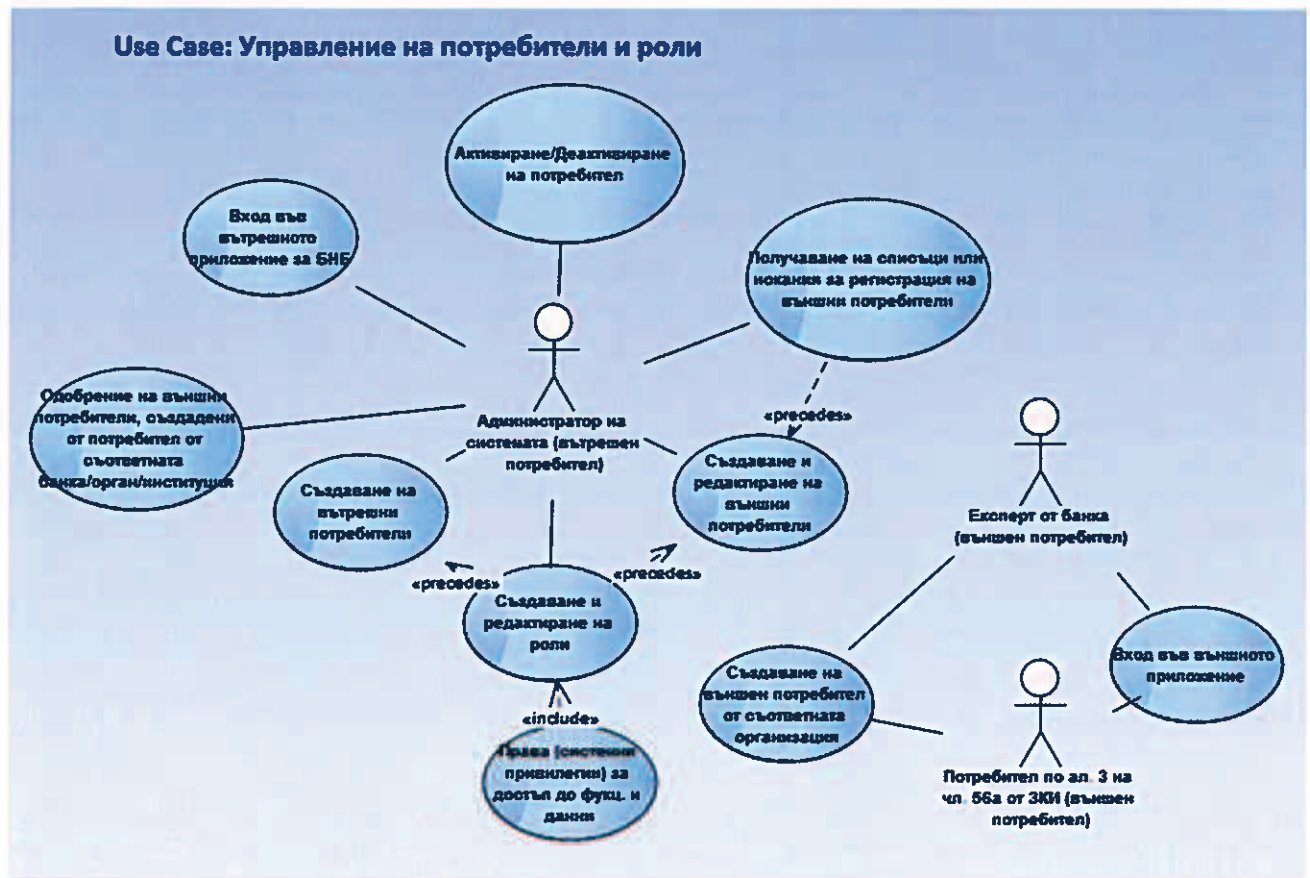 Use Case: Управление на потребители и роли
Активиране/Деактивиране
на потребител
Вход във
вътрешното
приложение за БНБ
Получаване на списъци или
искания за регистрация на
външни потребители
Одобрение на външни
потребители, създадени
от потребител от
съответната
банка/орган/институция
Администратор на
системата (вътрешен
потребител)
«precedes»
Създаване на
вътрешни
потребители
Създаване и
редактиране на
външни
потребители
Експерт от банка
(външен потребител)
«precedes»
«precedes»
Създаване и
редактиране на
роли
«include»
Права (системни
привилегии) за
достъп до фукц. и
данни
Създаване на
външен потребител
от съответната
организация
Вход във външното
приложение
Потребител по ал. 3 на
чл. 56а от ЗКИ (външен
потребител)